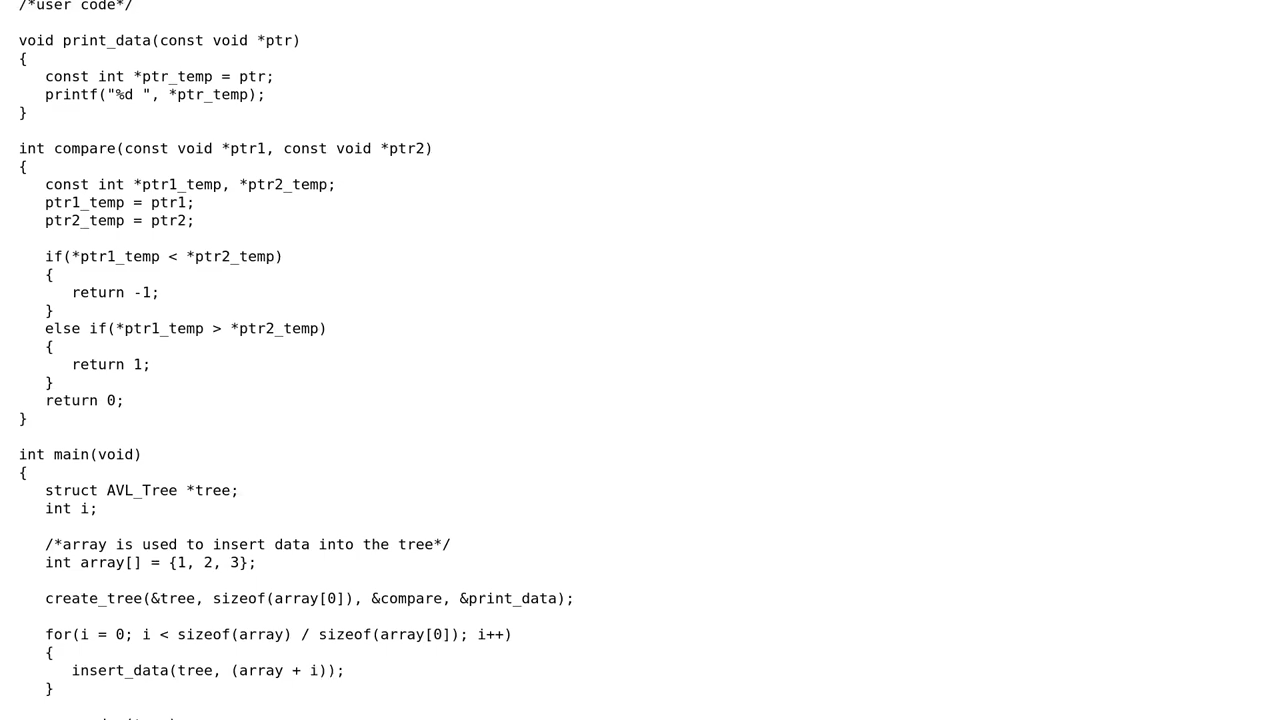 /*user code*/
void print_data(const void *ptr)
{
const int *ptr_temp = ptr;
printf("%d ", *ptr_temp);
}
int compare(const void *ptr1, const void *ptr2)
{
const int *ptr1_temp, *ptr2_temp;
ptr1_temp = ptr1;
ptr2_temp = ptr2;
if(*ptr1_temp < *ptr2_temp)
{
return -1;
}
else if(*ptr1_temp > *ptr2_temp)
{
return 1;
}
return 0;
}
int main(void)
{
struct AVL_Tree *tree;
int i;
/*array is used to insert data into the tree*/
int array[] = {1, 2, 3};
create_tree(&tree, sizeof(array[0]), &compare, &print_data);
for(i = 0; i < sizeof(array) / sizeof(array[0]); i++)
{
insert_data(tree, (array + i));
}